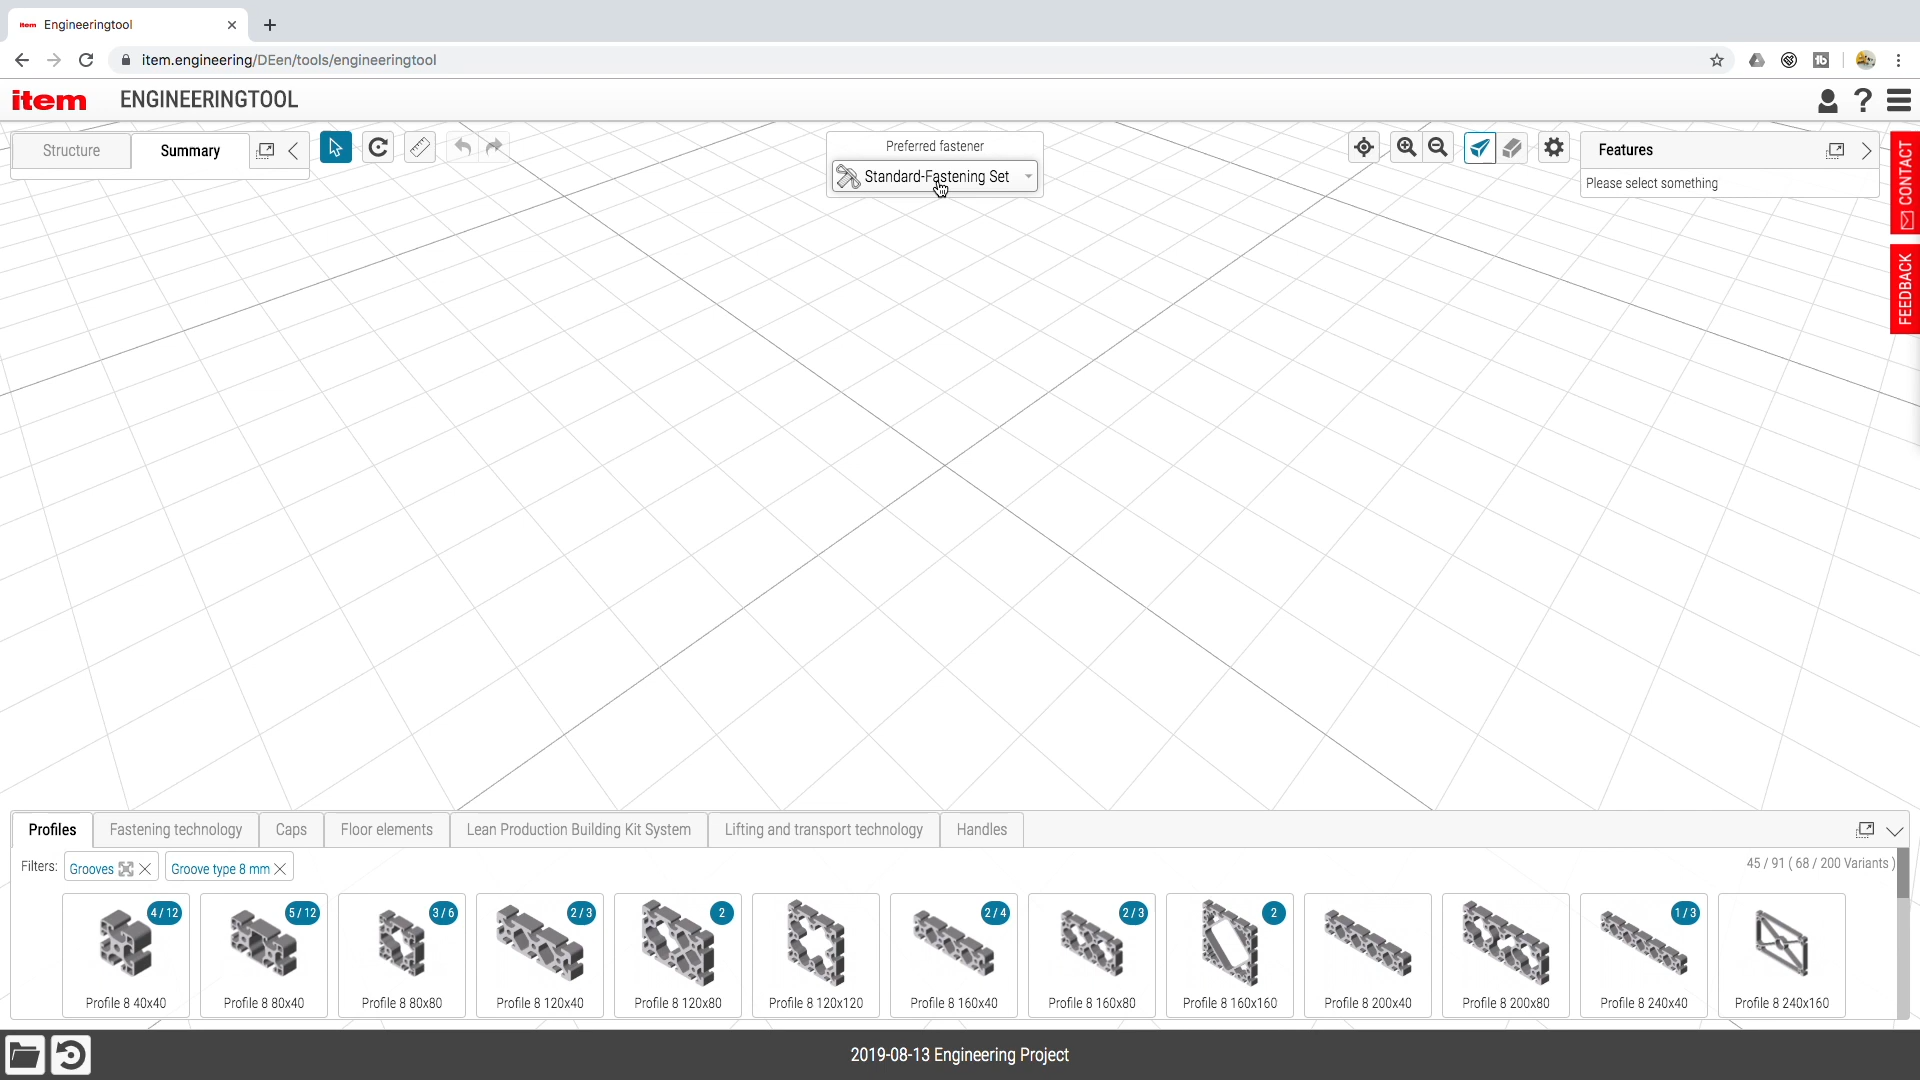 item Engineeringtool
item.engineering/DEen/tools/engineeringtool
item ENGINEERINGTOOL
Structure
Summary
Preferred fastener
Standard-Fastening Set
Features
Please select something
CONTACT
FEEDBACK
Profiles
Fastening technology
Caps
Floor elements
Lean Production Building Kit System
Lifting and transport technology
Handles
Filters:
Grooves
Groove type 8 mm
45 / 91 ( 68 / 200 Variants )
4 / 12
Profile 8 40x40
5 / 12
Profile 8 80x40
3 / 6
Profile 8 80x80
2 / 3
Profile 8 120x40
2
Profile 8 120x80
Profile 8 120x120
2 / 4
Profile 8 160x40
2 / 3
Profile 8 160x80
2
Profile 8 160x160
Profile 8 200x40
Profile 8 200x80
1 / 3
Profile 8 240x40
Profile 8 240x160
2019-08-13 Engineering Project